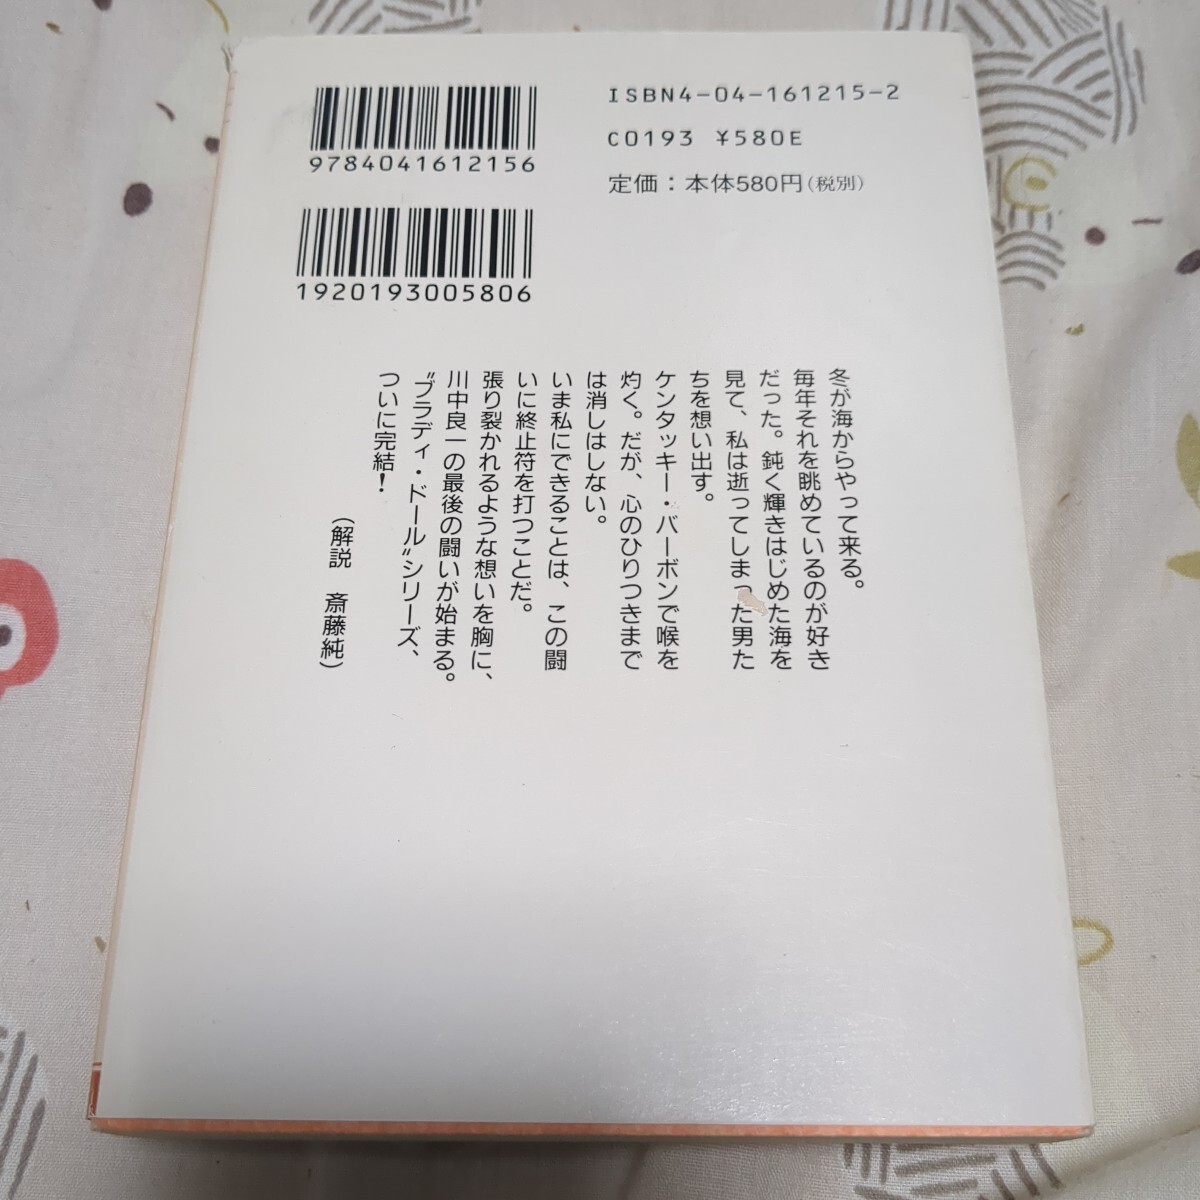 ISBN4-04-161215-2
C0193 ¥580E
定価：本体580円（税別）
9784041612156
1920193005806
冬が海からやって来る。
毎年それを眺めているのが好き
だった。鈍く輝きはじめた海を
見て、私は逝ってしまった男た
ちを想い出す。
ケンタッキー・バーボンで喉を
灼く。だが、心のひりつきまで
は消しはしない。
いま私にできることは、この闘
いに終止符を打つことだ。
張り裂かれるような想いを胸に、
川中良一の最後の闘いが始まる。
〝ブラディ・ドール〟シリーズ、
ついに完結！
（解説　斎藤純）